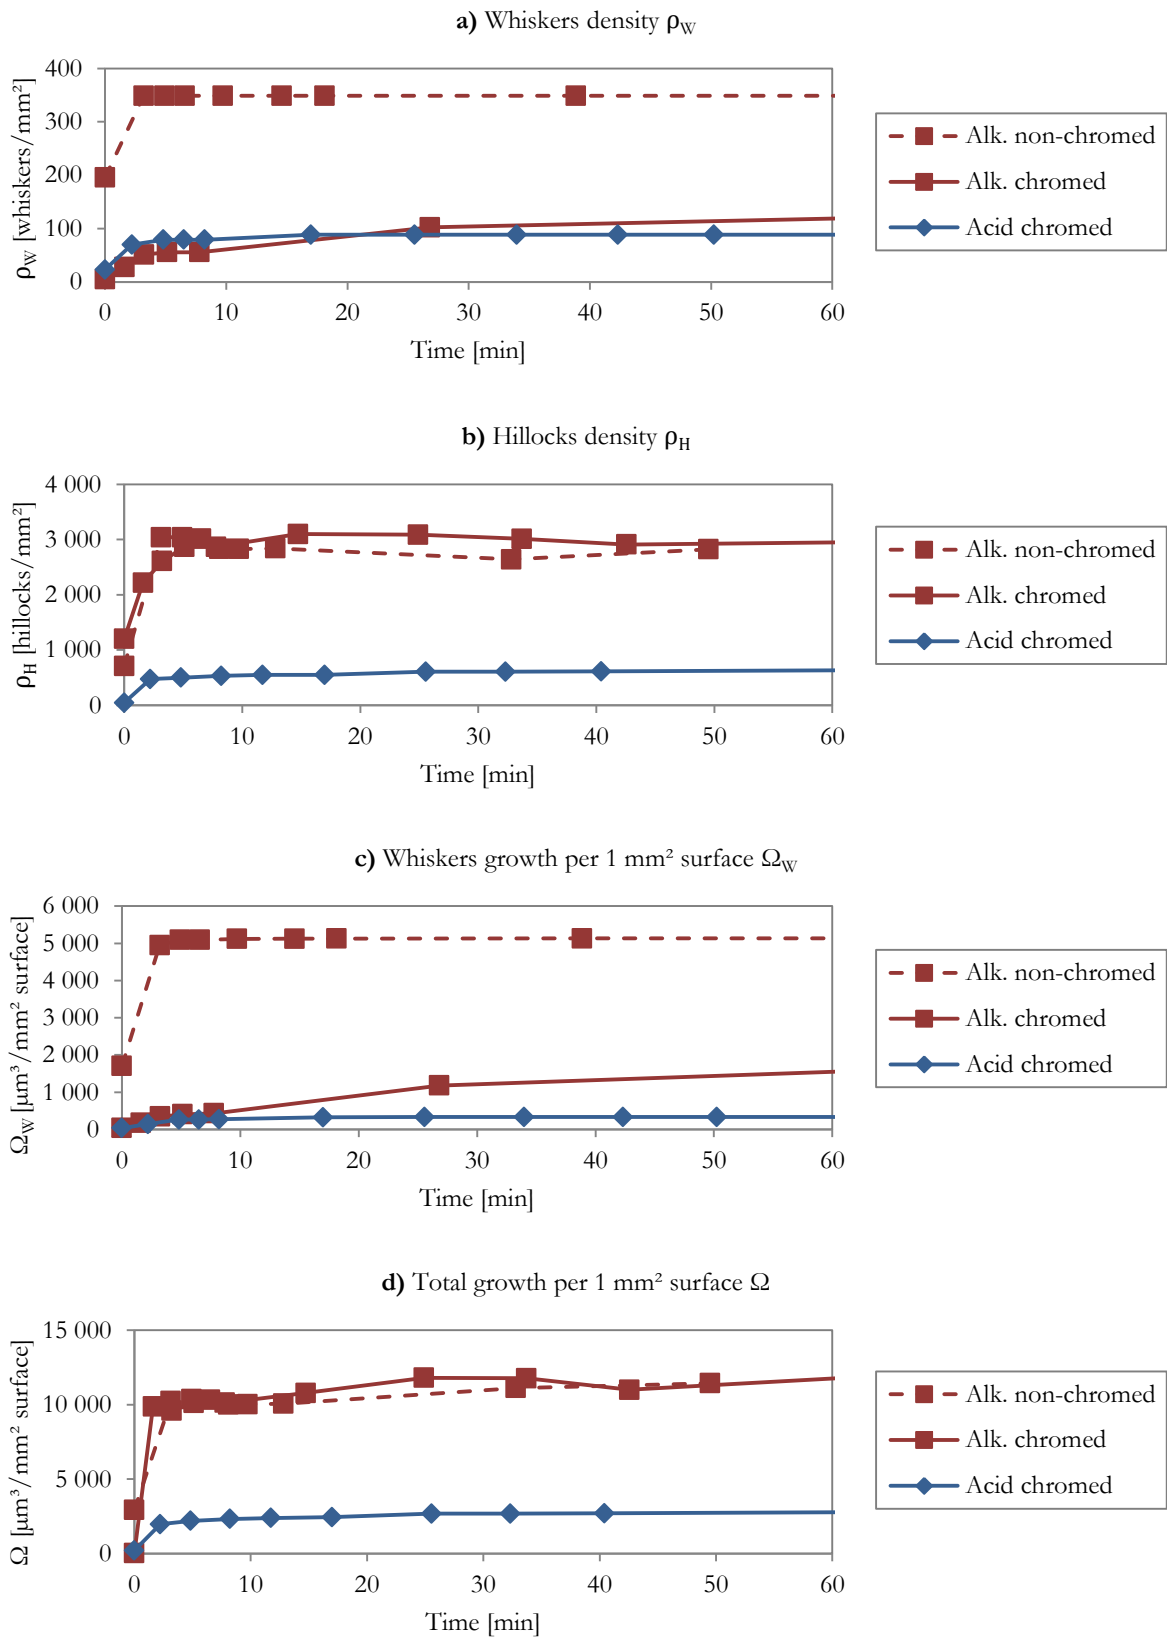 a) Whiskers density ρW
ρW [whiskers/mm²]
400
300
200
100
0
0 10 20 30 40 50 60
Time [min]
Alk. non-chromed
Alk. chromed
Acid chromed
b) Hillocks density ρH
ρH [hillocks/mm²]
4 000
3 000
2 000
1 000
0
0 10 20 30 40 50 60
Time [min]
Alk. non-chromed
Alk. chromed
Acid chromed
c) Whiskers growth per 1 mm² surface ΩW
ΩW [µm³/mm² surface]
6 000
5 000
4 000
3 000
2 000
1 000
0
0 10 20 30 40 50 60
Time [min]
Alk. non-chromed
Alk. chromed
Acid chromed
d) Total growth per 1 mm² surface Ω
Ω [µm³/mm² surface]
15 000
10 000
5 000
0
0 10 20 30 40 50 60
Time [min]
Alk. non-chromed
Alk. chromed
Acid chromed